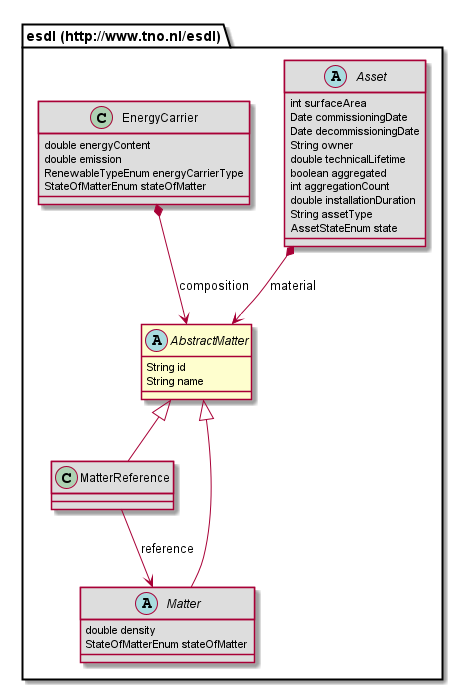 esdl (http://www.tno.nl/esdl)
A Asset
int surfaceArea
Date commissioningDate
Date decommissioningDate
String owner
double technicalLifetime
boolean aggregated
int aggregationCount
double installationDuration
String assetType
AssetStateEnum state
C EnergyCarrier
double energyContent
double emission
RenewableTypeEnum energyCarrierType
StateOfMatterEnum stateOfMatter
composition
material
A AbstractMatter
String id
String name
C MatterReference
reference
A Matter
double density
StateOfMatterEnum stateOfMatter